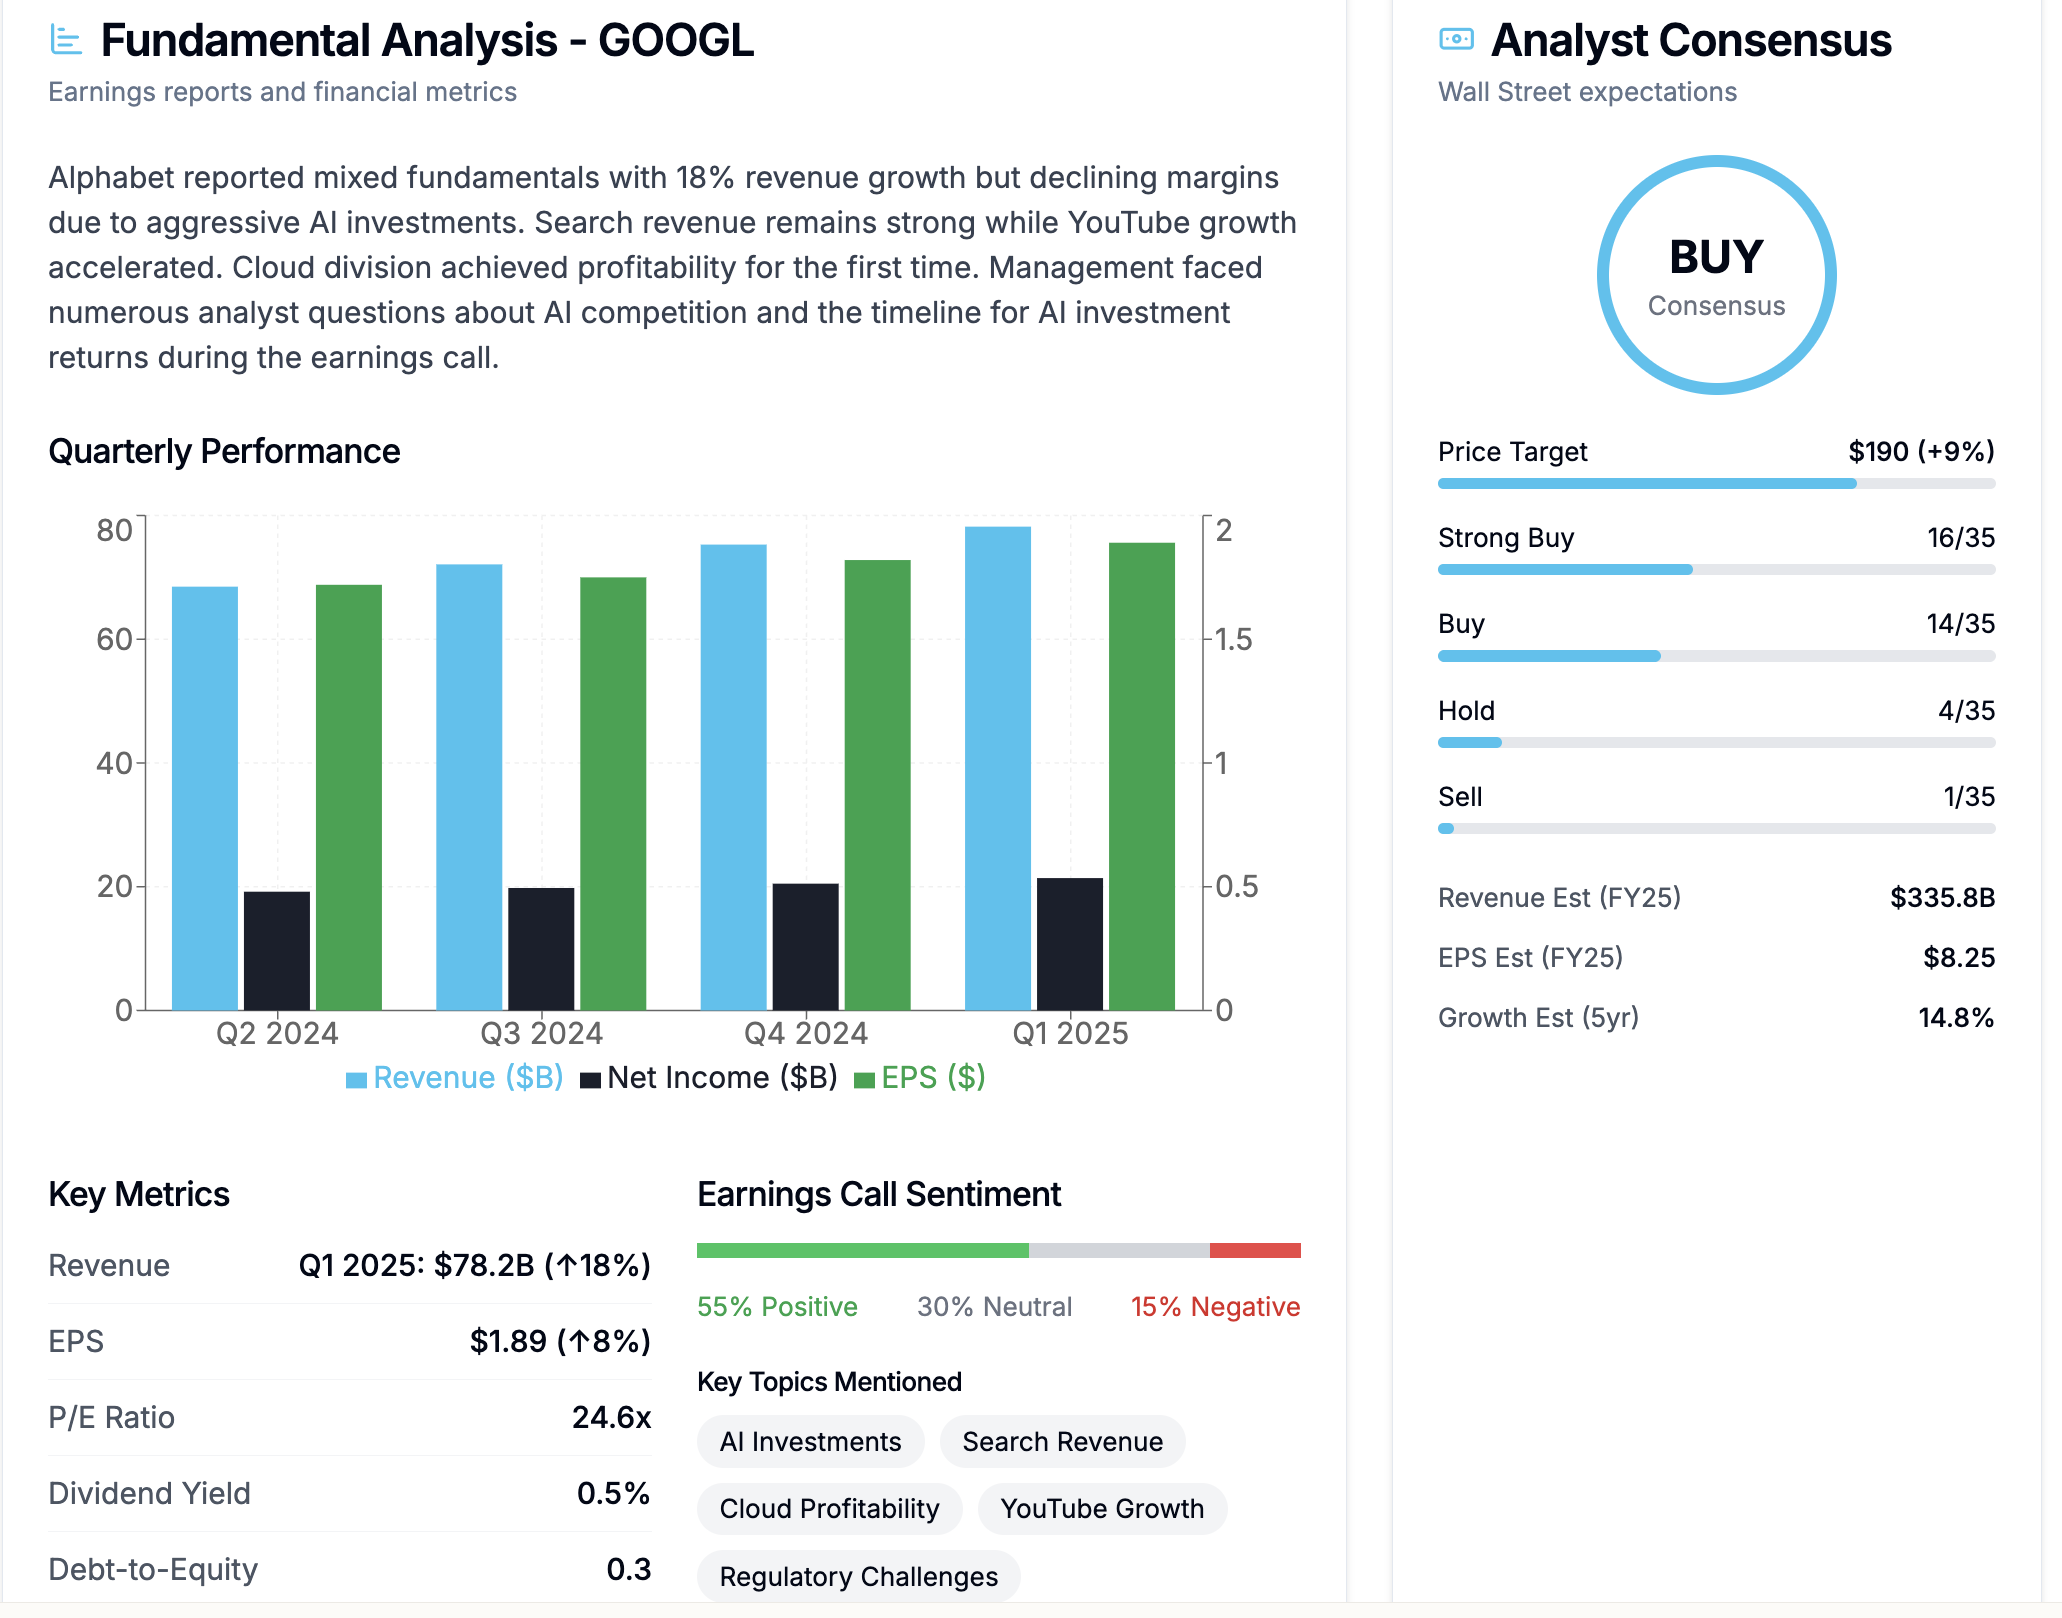 Fundamental Analysis - GOOGL
Earnings reports and financial metrics
Alphabet reported mixed fundamentals with 18% revenue growth but declining margins
due to aggressive AI investments. Search revenue remains strong while YouTube growth
accelerated. Cloud division achieved profitability for the first time. Management faced
numerous analyst questions about AI competition and the timeline for AI investment
returns during the earnings call.
Quarterly Performance
80
60
40
20
0
2
1.5
1
0.5
0
Q2 2024 Q3 2024 Q4 2024 Q1 2025
Revenue ($B) Net Income ($B) EPS ($)
Key Metrics
Revenue Q1 2025: $78.2B (↑18%)
EPS $1.89 (↑8%)
P/E Ratio 24.6x
Dividend Yield 0.5%
Debt-to-Equity 0.3
Earnings Call Sentiment
55% Positive 30% Neutral 15% Negative
Key Topics Mentioned
AI Investments Search Revenue
Cloud Profitability YouTube Growth
Regulatory Challenges
Analyst Consensus
Wall Street expectations
BUY
Consensus
Price Target $190 (+9%)
Strong Buy 16/35
Buy 14/35
Hold 4/35
Sell 1/35
Revenue Est (FY25) $335.8B
EPS Est (FY25) $8.25
Growth Est (5yr) 14.8%